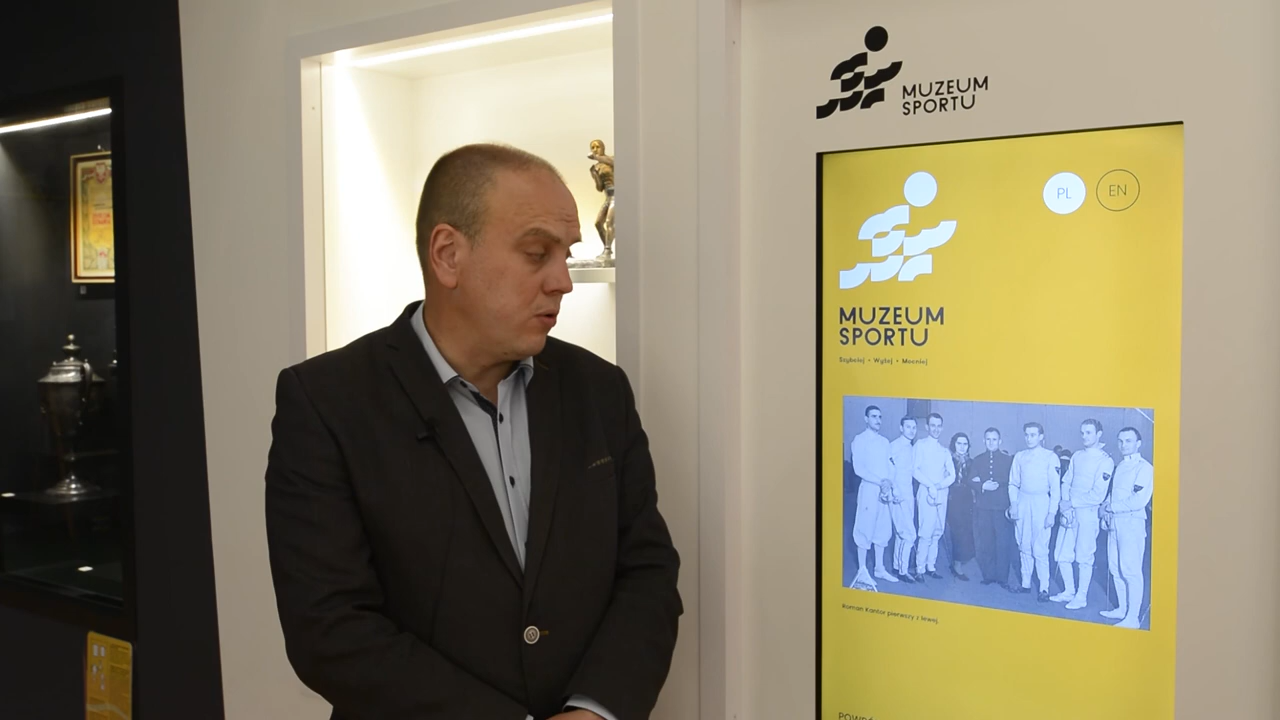 MUZEUM
SPORTU
PL
EN
MUZEUM
SPORTU
Szybciej • Wyżej • Mocniej
Roman Kantor pierwszy z lewej